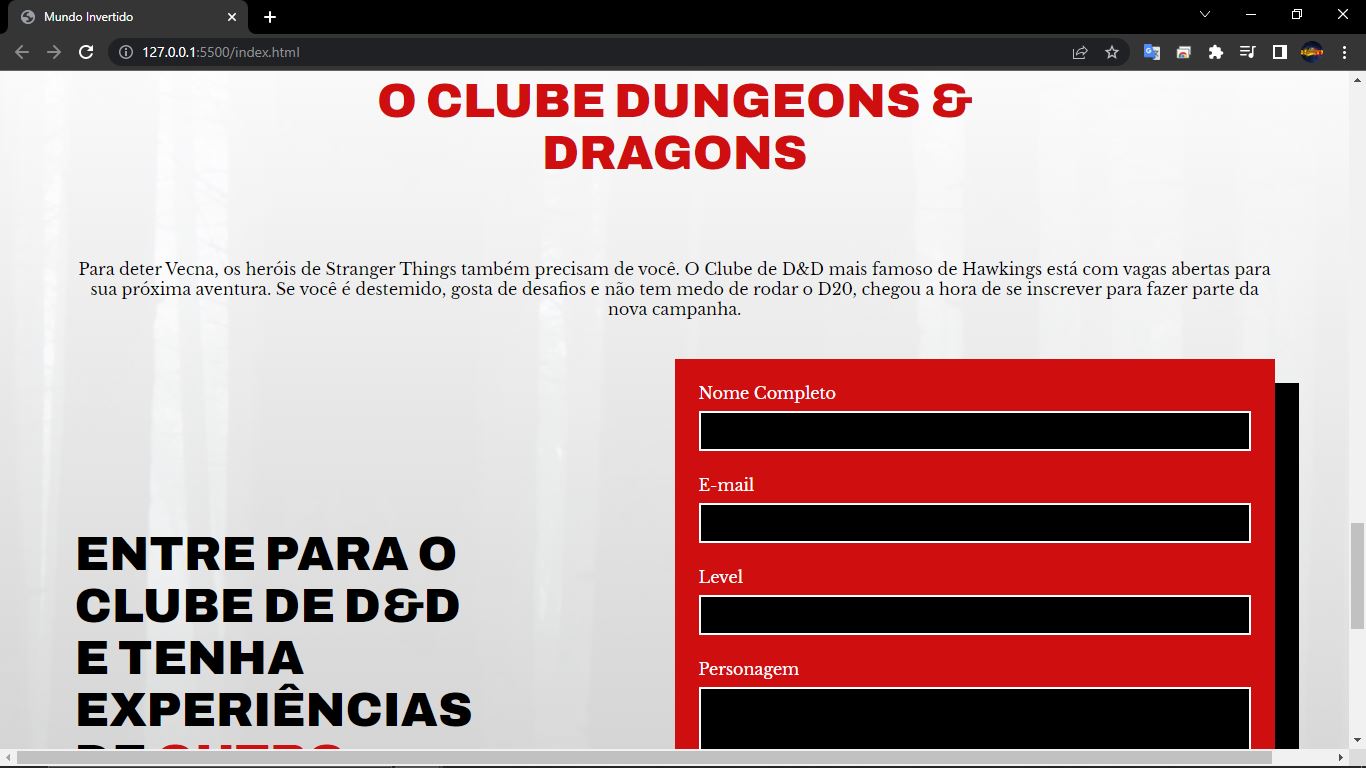 Mundo Invertido
127.0.0.1:5500/index.html
O CLUBE DUNGEONS &
DRAGONS
Para deter Vecna, os heróis de Stranger Things também precisam de você. O Clube de D&D mais famoso de Hawkings está com vagas abertas para
sua próxima aventura. Se você é destemido, gosta de desafios e não tem medo de rodar o D20, chegou a hora de se inscrever para fazer parte da
nova campanha.
ENTRE PARA O
CLUBE DE D&D
E TENHA
EXPERIÊNCIAS
DE OUTRO
Nome Completo
E-mail
Level
Personagem